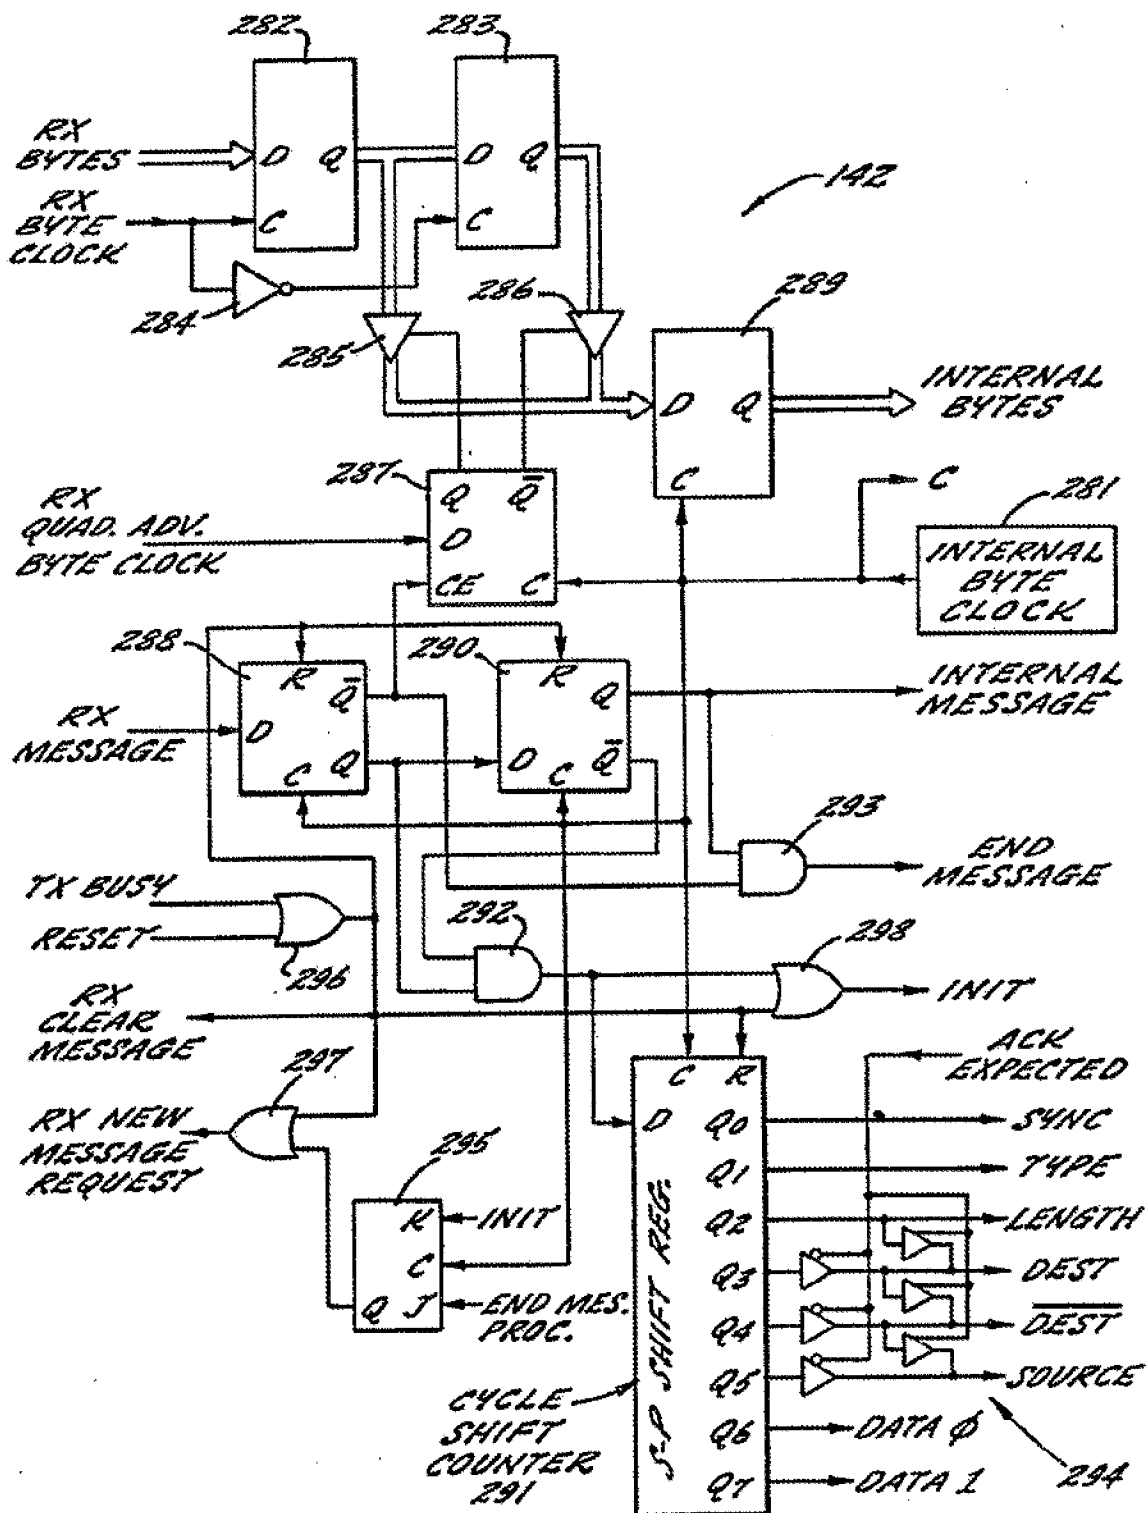 282
283
RX
BYTES
D
Q
D
Q
142
RX
BYTE
CLOCK
C
C
284
285
286
289
D
Q
INTERNAL
BYTES
C
C
281
287
Q
Q̅
RX
QUAD. ADV.
BYTE CLOCK
D
CE
C
INTERNAL
BYTE
CLOCK
288
290
R
Q̅
R
Q
INTERNAL
MESSAGE
RX
MESSAGE
D
C
Q
D
C
Q̅
293
END
MESSAGE
TX BUSY
RESET
296
292
298
INIT
RX
CLEAR
MESSAGE
297
ACK
EXPECTED
C
R
RX NEW
MESSAGE
REQUEST
295
D
Q0
SYNC
Q1
TYPE
K
INIT
Q2
LENGTH
C
Q3
DEST
Q
J
END MES.
PROC.
Q4
D̅E̅S̅T̅
Q5
SOURCE
S-P SHIFT REG.
CYCLE
SHIFT
COUNTER
291
Q6
DATA φ
294
Q7
DATA 1